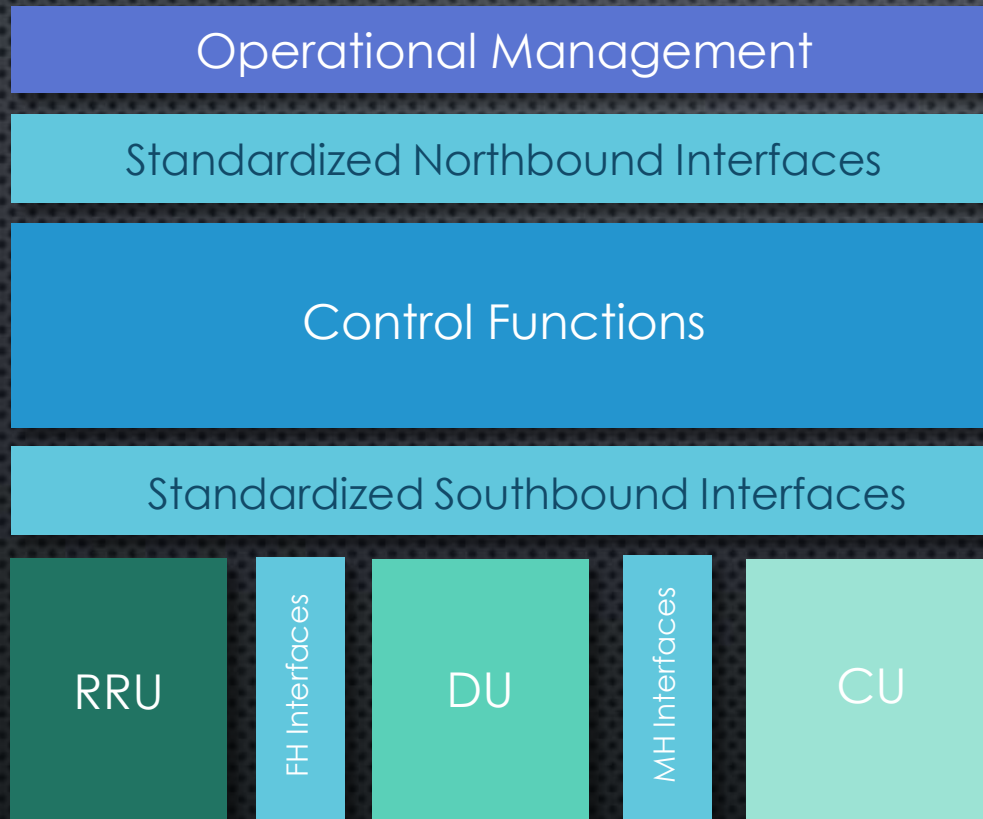 Operational Management
Standardized Northbound Interfaces
Control Functions
Standardized Southbound Interfaces
RRU
FH Interfaces
DU
MH Interfaces
CU